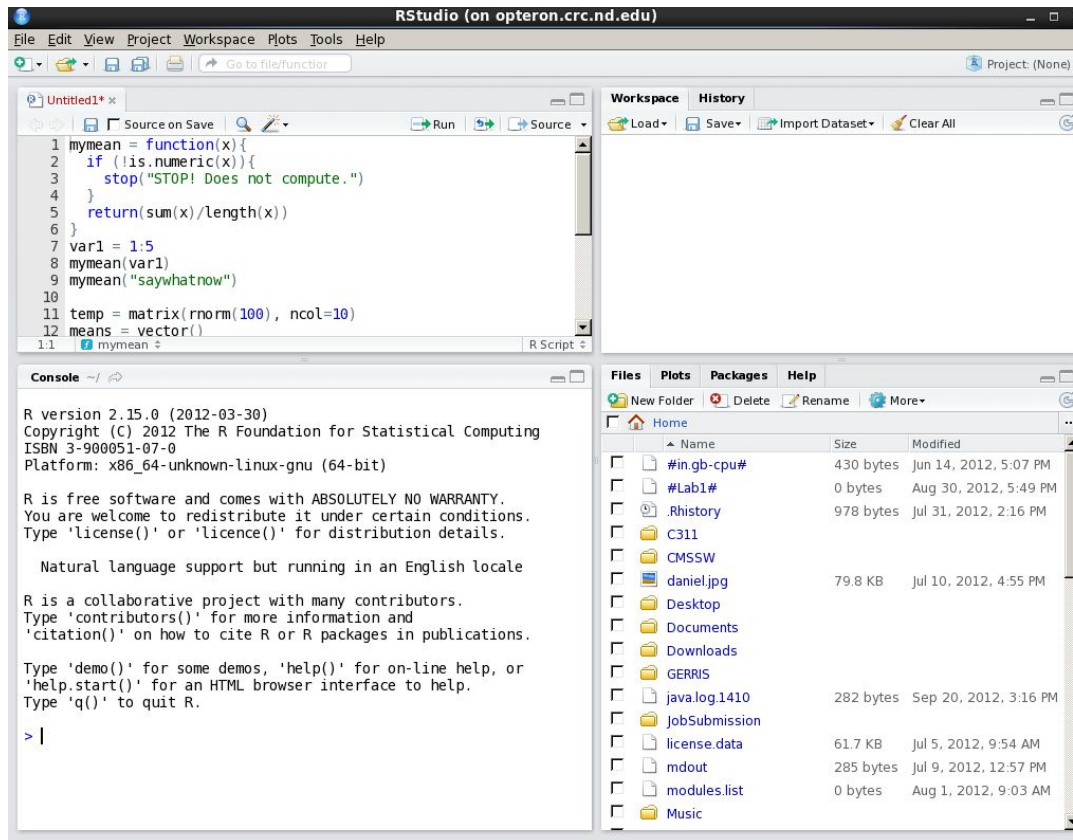 RStudio (on opteron.crc.nd.edu)
File Edit View Project Workspace Plots Tools Help
Go to file/function
Project: (None)
Untitled1*
Source on Save
Run
Source
1 mymean = function(x){
2 if (!is.numeric(x)){
3 stop("STOP! Does not compute.")
4 }
5 return(sum(x)/length(x))
6 }
7 var1 = 1:5
8 mymean(var1)
9 mymean("saywhatnow")
10
11 temp = matrix(rnorm(100), ncol=10)
12 means = vector()
1:1 mymean R Script
Workspace History
Load Save Import Dataset Clear All
Console ~/
R version 2.15.0 (2012-03-30)
Copyright (C) 2012 The R Foundation for Statistical Computing
ISBN 3-900051-07-0
Platform: x86_64-unknown-linux-gnu (64-bit)
R is free software and comes with ABSOLUTELY NO WARRANTY.
You are welcome to redistribute it under certain conditions.
Type 'license()' or 'licence()' for distribution details.
Natural language support but running in an English locale
R is a collaborative project with many contributors.
Type 'contributors()' for more information and
'citation()' on how to cite R or R packages in publications.
Type 'demo()' for some demos, 'help()' for on-line help, or
'help.start()' for an HTML browser interface to help.
Type 'q()' to quit R.
>
Files Plots Packages Help
New Folder Delete Rename More
Home
Name Size Modified
#in.gb-cpu# 430 bytes Jun 14, 2012, 5:07 PM
#Lab1# 0 bytes Aug 30, 2012, 5:49 PM
.Rhistory 978 bytes Jul 31, 2012, 2:16 PM
C311
CMSSW
daniel.jpg 79.8 KB Jul 10, 2012, 4:55 PM
Desktop
Documents
Downloads
GERRIS
java.log.1410 282 bytes Sep 20, 2012, 3:16 PM
JobSubmission
license.data 61.7 KB Jul 5, 2012, 9:54 AM
mdout 285 bytes Jul 9, 2012, 12:57 PM
modules.list 0 bytes Aug 1, 2012, 9:03 AM
Music